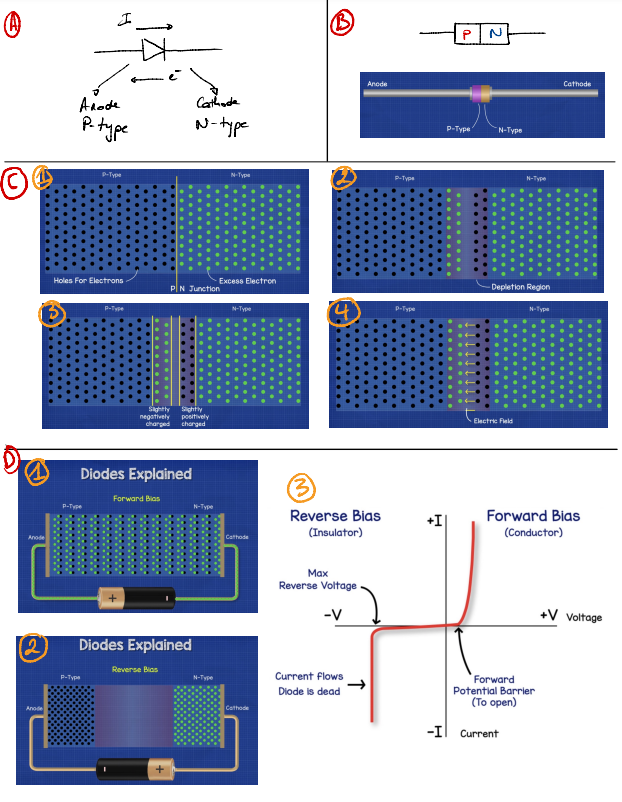 A
I
e-
Anode
P-type
Cathode
N-type
B
P N
Anode
Cathode
P-Type
N-Type
C
1
P-Type
N-Type
Holes For Electrons
Excess Electron
P N Junction
2
P-Type
N-Type
Depletion Region
3
P-Type
N-Type
Slightly
negatively
charged
Slightly
positively
charged
4
P-Type
N-Type
Electric Field
D
1
Diodes Explained
Forward Bias
P-Type
N-Type
Anode
Cathode
+ -
2
Diodes Explained
Reverse Bias
P-Type
N-Type
Anode
Cathode
- +
3
Reverse Bias
(Insulator)
+I
Forward Bias
(Conductor)
Max
Reverse Voltage
-V
+V Voltage
Current flows
Diode is dead
Forward
Potential Barrier
(To open)
-I Current